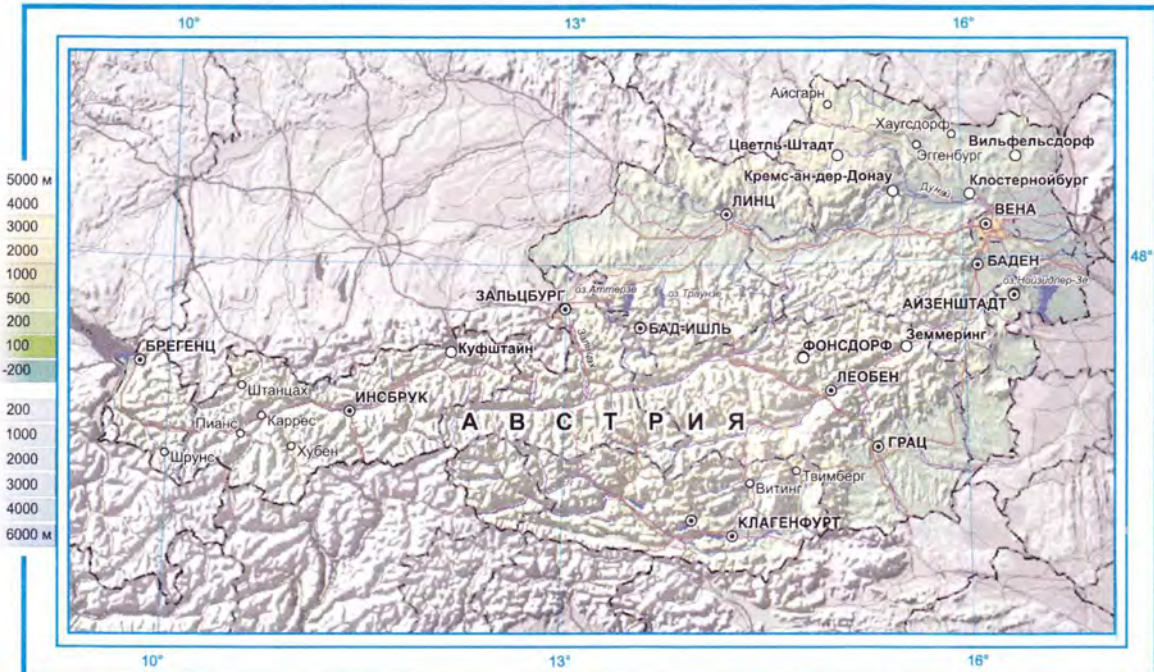 10°
13°
16°
Айсгарн
Хаугсдорф
Цветль-Штадт
Эггенбург
Вильфельсдорф
5000 м
Кремс-ан-дер-Донау
Дунай
Клостернойбург
4000
ЛИНЦ
ВЕНА
3000
2000
48°
БАДЕН
1000
оз.Аттерзе
оз.Траунзе
оз.Найзидлер-Зе
500
ЗАЛЬЦБУРГ
АЙЗЕНШТАДТ
200
БАД-ИШЛЬ
100
Зальцах
БРЕГЕНЦ
Куфштайн
ФОНСДОРФ
Земмеринг
-200
Штанцах
ЛЕОБЕН
200
ИНСБРУК
Каррес
АВСТРИЯ
1000
Пианс
ГРАЦ
2000
Шрунс
Хубен
Твимберг
3000
Витинг
4000
КЛАГЕНФУРТ
6000 м
10°
13°
16°